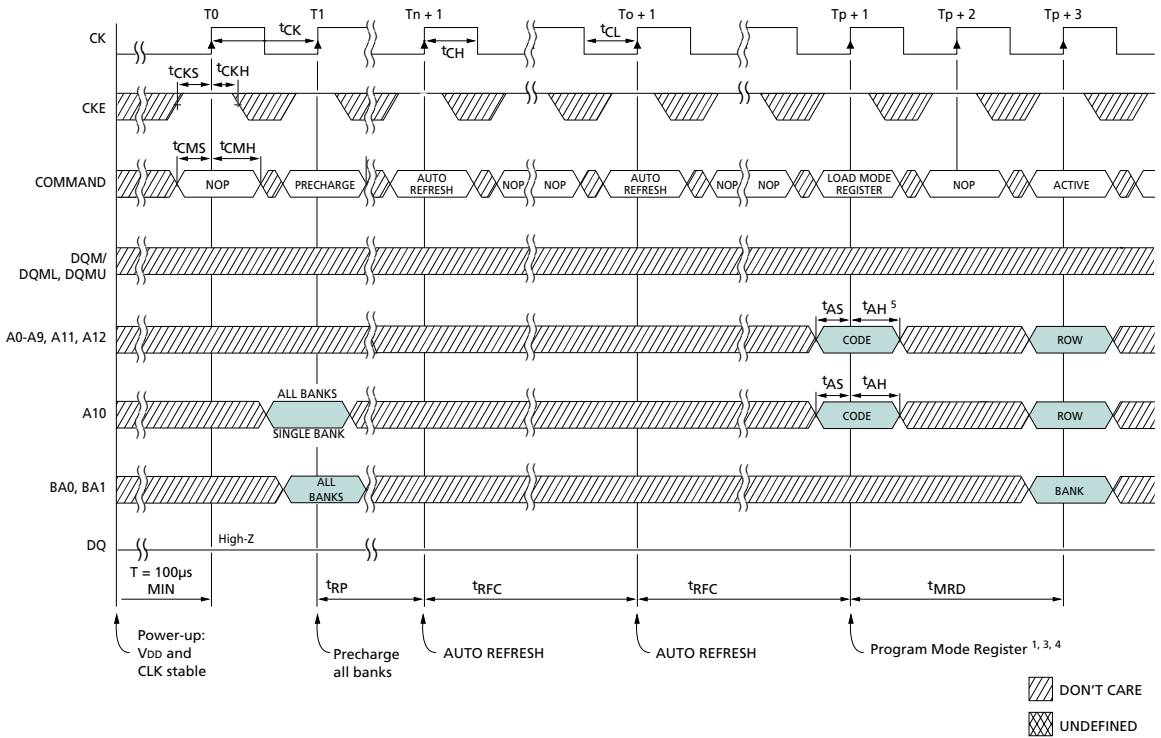 T0 T1 Tn + 1 To + 1 Tp + 1 Tp + 2 Tp + 3
CK
tCK
tCH
tCL
tCKS tCKH
CKE
tCMS tCMH
COMMAND
NOP PRECHARGE AUTO REFRESH NOP NOP AUTO REFRESH NOP NOP LOAD MODE REGISTER NOP ACTIVE
DQM/
DQML, DQMU
tAS tAH 5
A0-A9, A11, A12
CODE ROW
ALL BANKS
tAS tAH
A10
CODE ROW
SINGLE BANK
BA0, BA1
ALL
BANKS
BANK
DQ
High-Z
T = 100µs
MIN
tRP tRFC tRFC tMRD
Power-up:
VDD and
CLK stable
Precharge
all banks
AUTO REFRESH
AUTO REFRESH
Program Mode Register 1, 3, 4
DON'T CARE
UNDEFINED